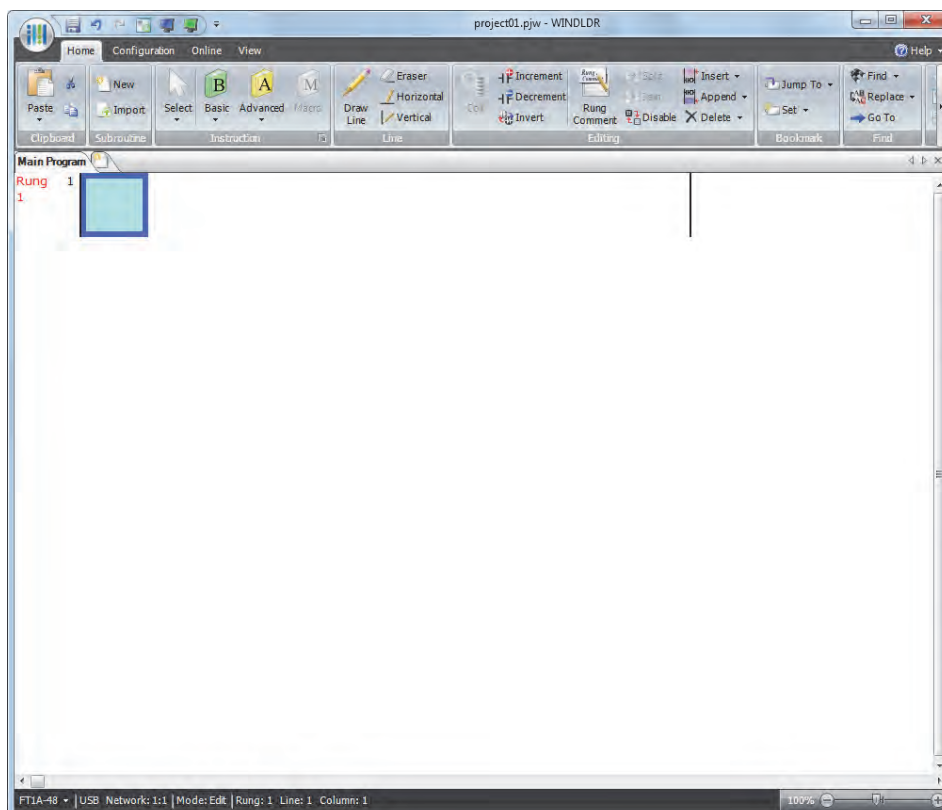 project01.pjw - WINDLDR
Home Configuration Online View Help
Paste
Clipboard
New
Import
Subroutine
Select
B
Basic
A
Advanced
M
Macro
Instruction
Draw
Line
Eraser
Horizontal
Vertical
Line
Coil
Increment
Decrement
Invert
Rung
Comment
Disable
Insert
Append
Delete
Editing
Jump To
Set
Bookmark
Find
Replace
Go To
Find
Main Program
Rung 1
1
FT1A-48 USB Network: 1:1 Mode: Edit Rung: 1 Line: 1 Column: 1 100%